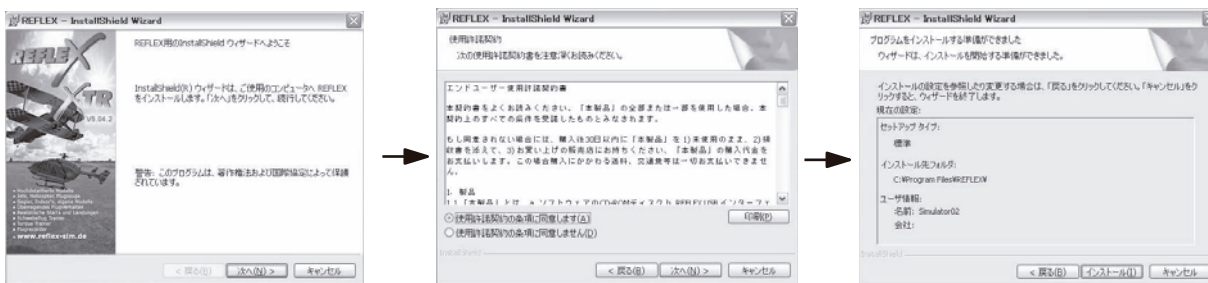 REFLEX - InstallShield Wizard
REFLEX用のInstallShield ウィザードへようこそ
InstallShield(R) ウィザードは、ご使用のコンピュータへ REFLEX
をインストールします。「次へ」をクリックして、続行してください。
警告: このプログラムは、著作権法および国際協定によって保護
されています。
REFLEX
XTR
V5.04.2
www.reflex-sim.de
< 戻る(B)
次へ(N) >
キャンセル
REFLEX - InstallShield Wizard
使用許諾契約
次の使用許諾契約書を注意深くお読みください。
エンドユーザー使用許諾契約書
本契約書をよくお読みください。「本製品」の全部または一部を使用した場合、本
契約上のすべての条件を受諾したものとみなされます。
もし同意されない場合には、購入後30日以内に「本製品」を 1)未使用のまま、2)領
収書を添えて、3)お買い上げの販売店にお持ちください、「本製品」の購入代金を
お支払いします。この場合購入にかかわる送料、交通費等は一切お支払いできませ
ん。
1. 製品
使用許諾契約の条項に同意します(A)
印刷(P)
使用許諾契約の条項に同意しません(D)
InstallShield
< 戻る(B)
次へ(N) >
キャンセル
REFLEX - InstallShield Wizard
プログラムをインストールする準備ができました
ウィザードは、インストールを開始する準備ができました。
インストールの設定を参照したり変更する場合は、「戻る」をクリックしてください。「キャンセル」をク
リックすると、ウィザードを終了します。
現在の設定:
セットアップ タイプ:
標準
インストール先フォルダ:
C:¥Program Files¥REFLEX¥
ユーザ情報:
名前: Simulator02
会社:
InstallShield
< 戻る(B)
インストール(I)
キャンセル